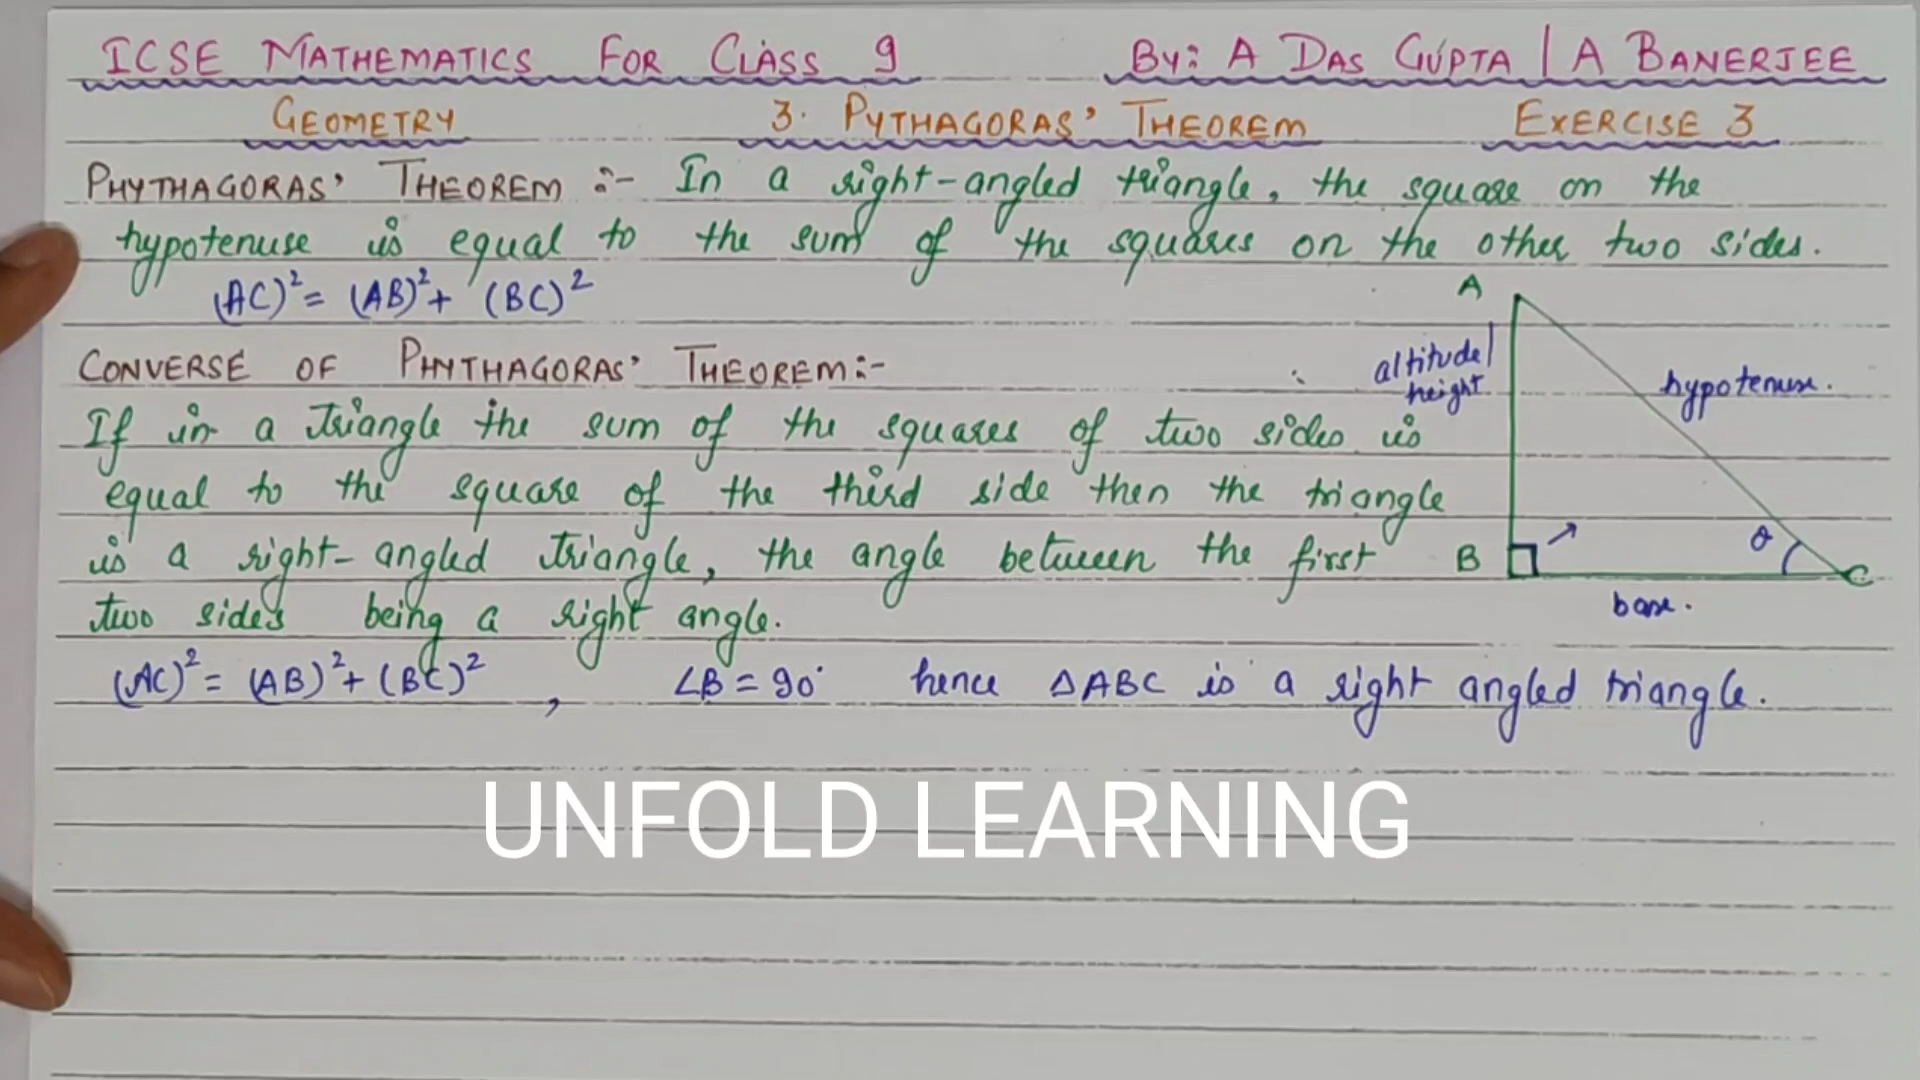 ICSE MATHEMATICS FOR CLASS 9 By: A DAS GUPTA | A BANERJEE
GEOMETRY 3. PYTHAGORAS' THEOREM EXERCISE 3
PHYTHAGORAS' THEOREM :- In a right-angled triangle, the square on the
hypotenuse is equal to the sum of the squares on the other two sides.
(AC)² = (AB)² + (BC)²
A
altitude/
height
hypotenuse.
CONVERSE OF PHYTHAGORAS' THEOREM:-
If in a triangle the sum of the squares of two sides is
equal to the square of the third side then the triangle
is a right-angled triangle, the angle between the first
two sides being a right angle.
B
θ
C
base.
(AC)² = (AB)² + (BC)² , ∠B = 90° hence △ABC is a right angled triangle.
UNFOLD LEARNING